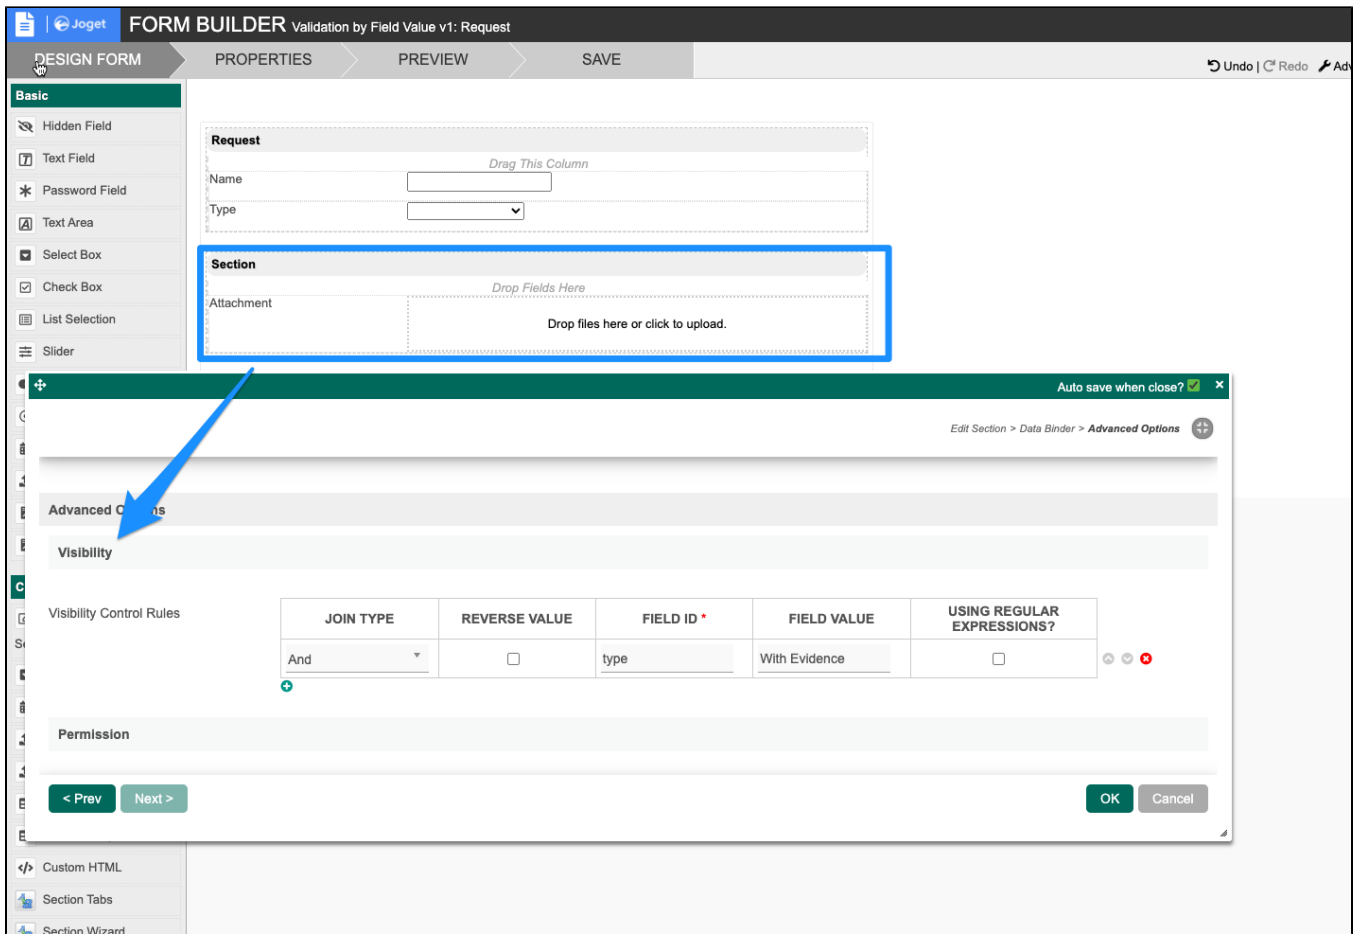 Joget FORM BUILDER Validation by Field Value v1: Request
DESIGN FORM PROPERTIES PREVIEW SAVE
Undo | Redo
Basic
Hidden Field
Text Field
Password Field
Text Area
Select Box
Check Box
List Selection
Slider
Request
Drag This Column
Name
Type
Section
Drop Fields Here
Attachment
Drop files here or click to upload.
Auto save when close?
Edit Section > Data Binder > Advanced Options
Advanced
Visibility
Visibility Control Rules
JOIN TYPE REVERSE VALUE FIELD ID * FIELD VALUE USING REGULAR
EXPRESSIONS?
And type With Evidence
Permission
< Prev Next > OK Cancel
Custom HTML
Section Tabs
Section Wizard